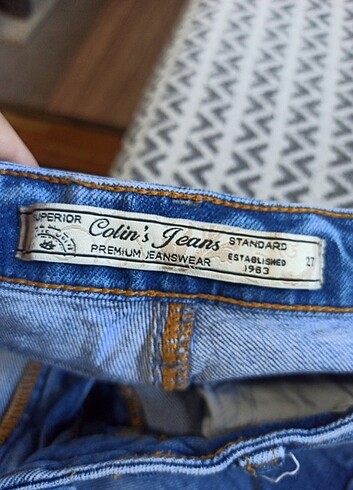 SUPERIOR
Colin's Jeans
PREMIUM JEANSWEAR
STANDARD
ESTABLISHED
1983
27